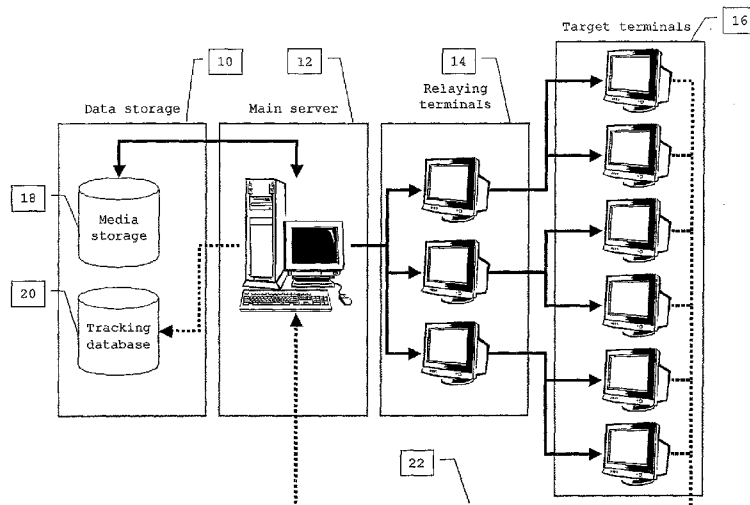 Target terminals
16
10
12
14
Data storage
Main server
Relaying
terminals
18
Media
storage
20
Tracking
database
22